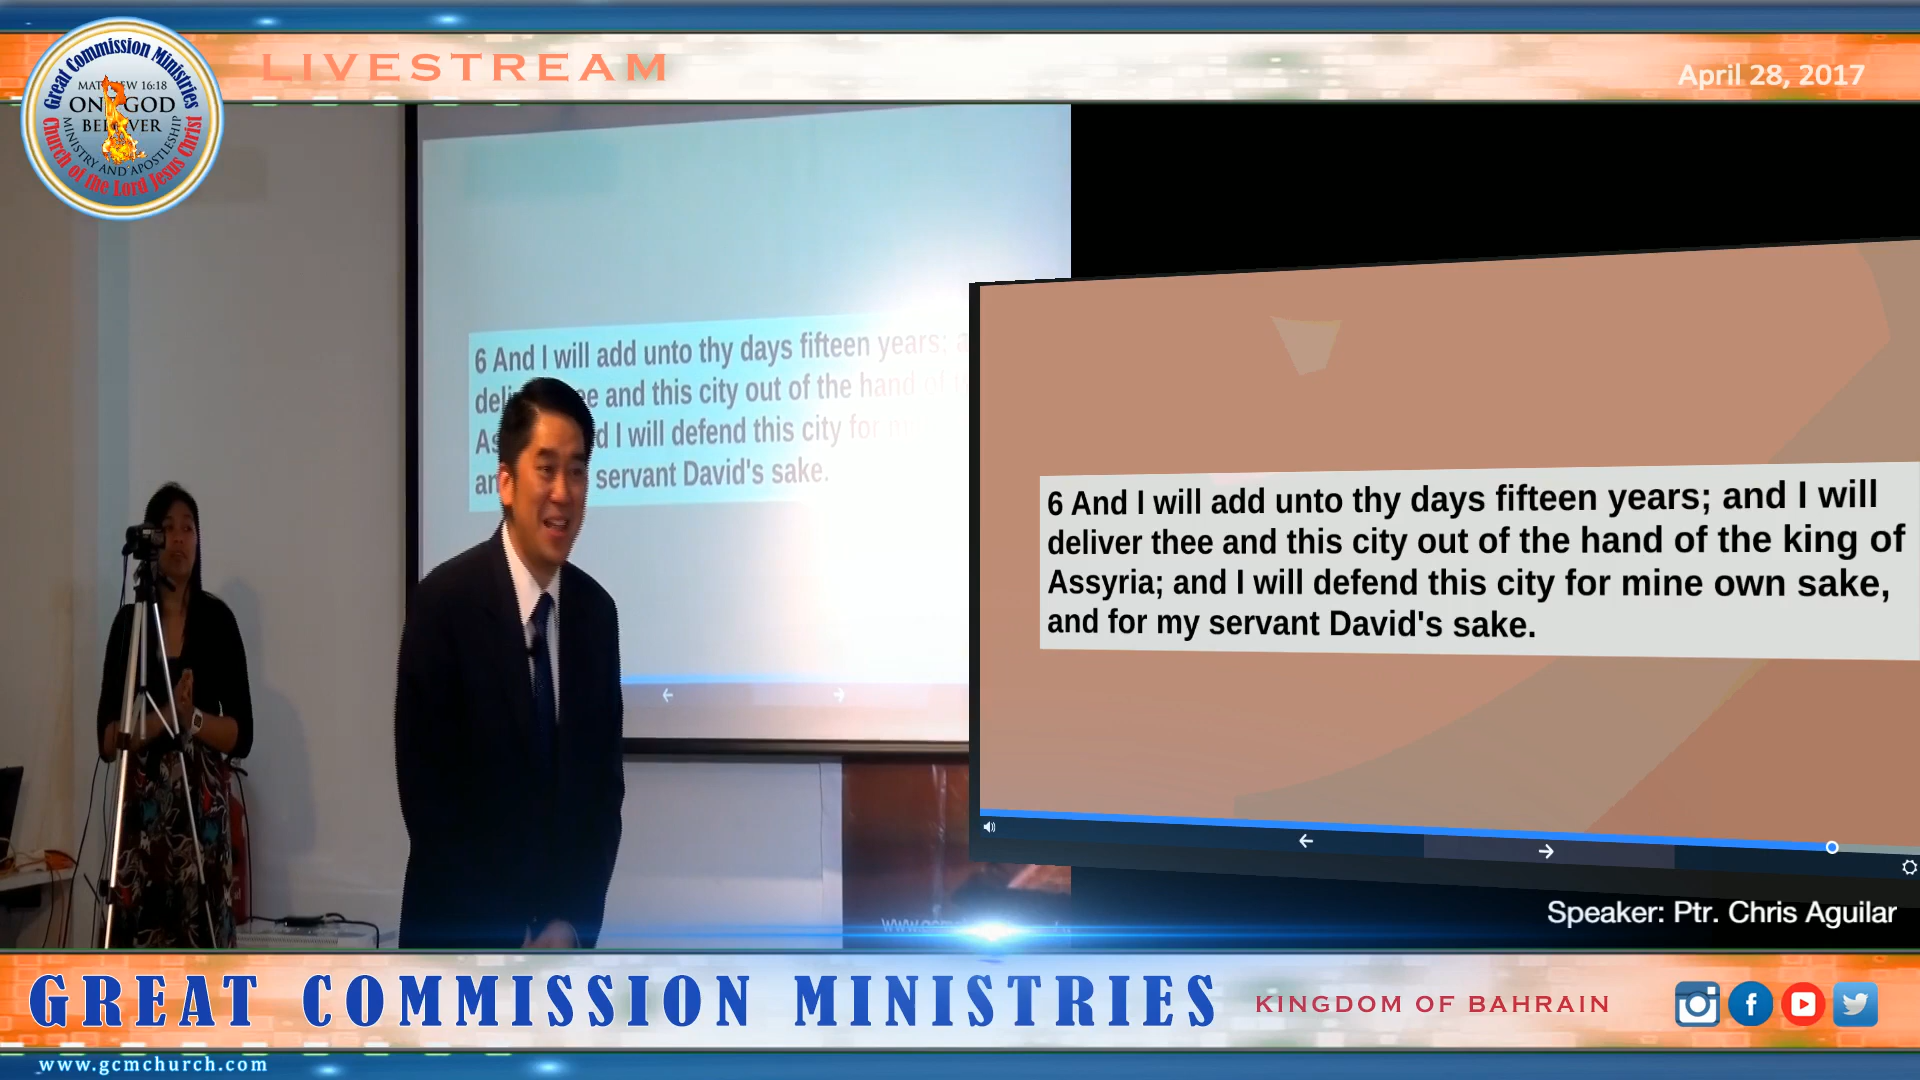 Great Commission Ministries
MATTHEW 16:18
ONE GOD
BELIEVER
MINISTRY AND APOSTLESHIP
Church of the Lord Jesus Christ
LIVESTREAM
April 28, 2017
6 And I will add unto thy days fifteen years;
and this city out of the hand of
I will defend this city for
servant David's sake.
6 And I will add unto thy days fifteen years; and I will
deliver thee and this city out of the hand of the king of
Assyria; and I will defend this city for mine own sake,
and for my servant David's sake.
Speaker: Ptr. Chris Aguilar
GREAT COMMISSION MINISTRIES
KINGDOM OF BAHRAIN
www.gcmchurch.com